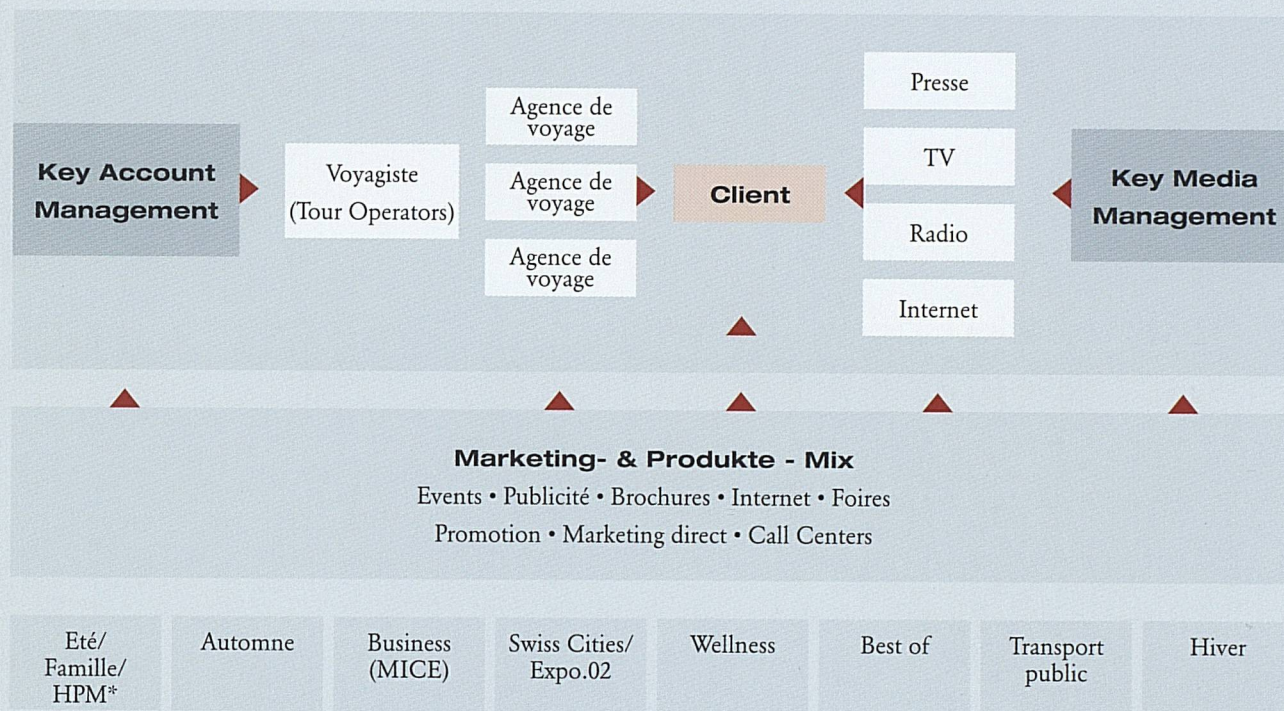 Key Account
Management
Voyagiste
(Tour Operators)
Agence de
voyage
Agence de
voyage
Agence de
voyage
Client
Presse
TV
Radio
Internet
Key Media
Management
Marketing- & Produkte - Mix
Events • Publicité • Brochures • Internet • Foires
Promotion • Marketing direct • Call Centers
Eté/
Famille/
HPM*
Automne
Business
(MICE)
Swiss Cities/
Expo.02
Wellness
Best of
Transport
public
Hiver